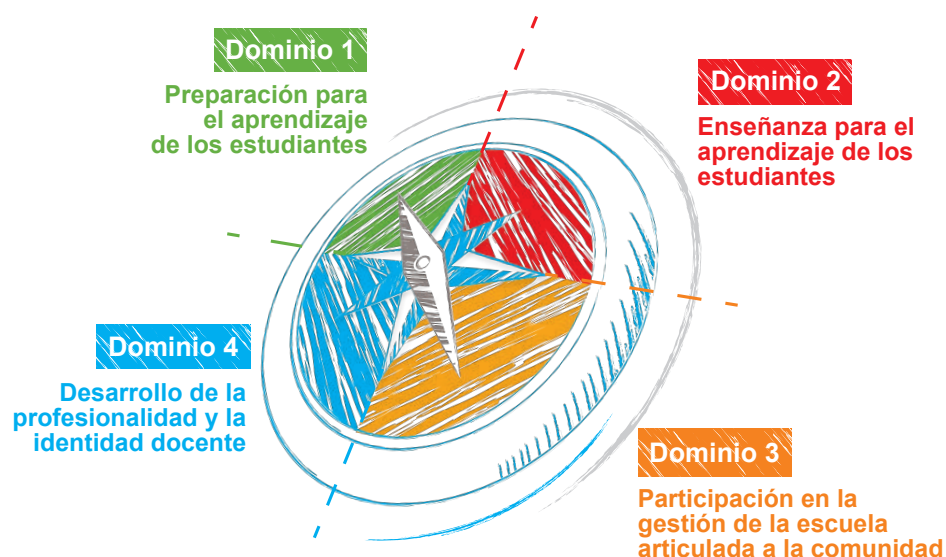 Dominio 1
Preparación para
el aprendizaje
de los estudiantes
Dominio 2
Enseñanza para el
aprendizaje de los
estudiantes
Dominio 3
Participación en la
gestión de la escuela
articulada a la comunidad
Dominio 4
Desarrollo de la
profesionalidad y la
identidad docente